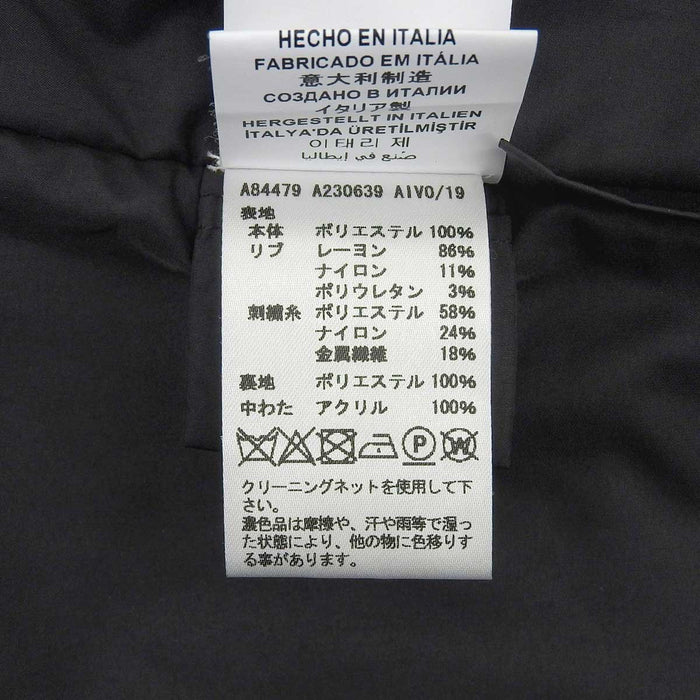 HECHO EN ITALIA
FABRICADO EM ITÁLIA
意大利制造
СОЗДАНО В ИТАЛИИ
イタリア製
HERGESTELLT IN ITALIEN
İTALYA'DA ÜRETİLMİŞTİR
이태리 제
صنع في إيطاليا
A84479 A230639 AIVO/19
表地
本体 ポリエステル 100%
リブ レーヨン 86%
ナイロン 11%
ポリウレタン 3%
刺繍糸 ポリエステル 58%
ナイロン 24%
金属繊維 18%
裏地 ポリエステル 100%
中わた アクリル 100%
P W
クリーニングネットを使用して下
さい。
濃色品は摩擦や、汗や雨等で湿っ
た状態により、他の物に色移りす
る事があります。